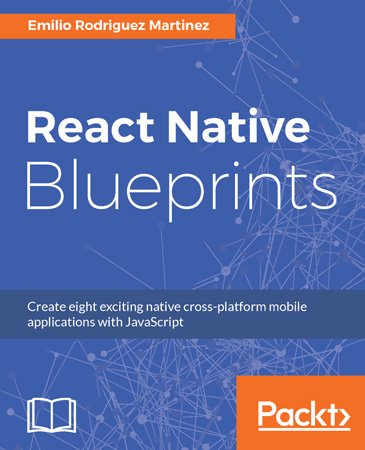 Emilio Rodriguez Martinez
React Native
Blueprints
Create eight exciting native cross-platform mobile
applications with JavaScript
Packt>